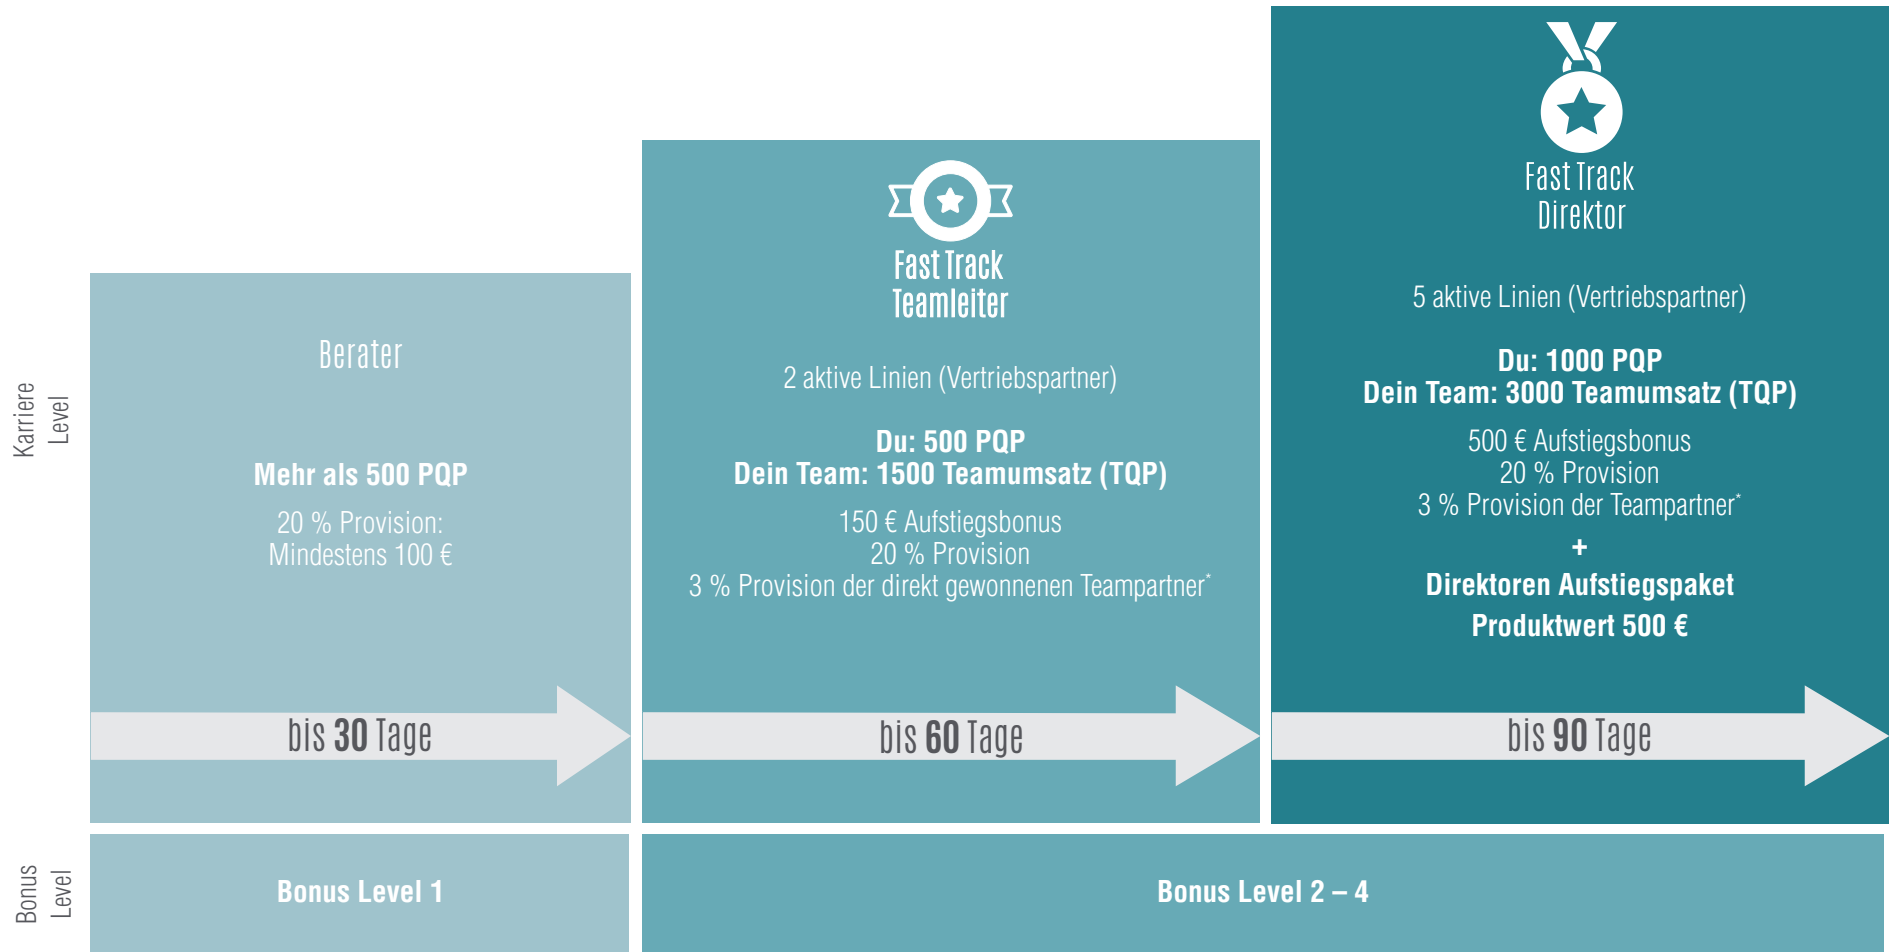 Karriere
Level
Berater
Mehr als 500 PQP
20 % Provision:
Mindestens 100 €
bis 30 Tage
Fast Track
Teamleiter
2 aktive Linien (Vertriebspartner)
Du: 500 PQP
Dein Team: 1500 Teamumsatz (TQP)
150 € Aufstiegsbonus
20 % Provision
3 % Provision der direkt gewonnenen Teampartner*
bis 60 Tage
Fast Track
Direktor
5 aktive Linien (Vertriebspartner)
Du: 1000 PQP
Dein Team: 3000 Teamumsatz (TQP)
500 € Aufstiegsbonus
20 % Provision
3 % Provision der Teampartner*
+
Direktoren Aufstiegspaket
Produktwert 500 €
bis 90 Tage
Bonus
Level
Bonus Level 1
Bonus Level 2 – 4